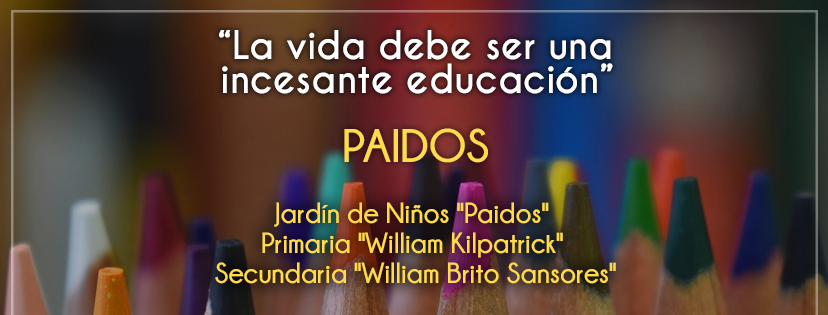 “La vida debe ser una
incesante educación”
PAIDOS
Jardín de Niños "Paidos"
Primaria "William Kilpatrick"
Secundaria "William Brito Sansores"